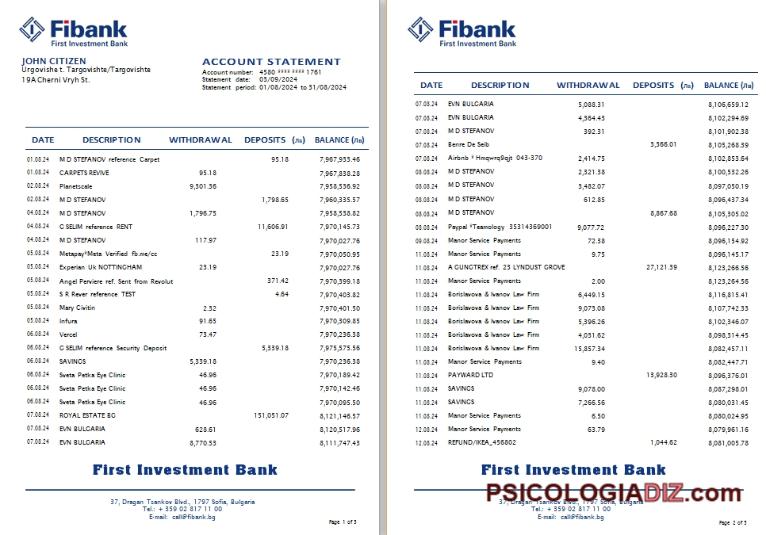 Fibank
First Investment Bank
JOHN CITIZEN
Urgovishe t. Targovishte/Targovishte
19A Cherni Vryh St.
ACCOUNT STATEMENT
Account number: 4580 **** **** 1761
Statement date: 05/09/2024
Statement period: 01/08/2024 to 31/08/2024
DATE DESCRIPTION WITHDRAWAL DEPOSITS (лв) BALANCE (лв)
01.08.24 M D STEFANOV reference Carpet 95.18 7,967,933.46
01.08.24 CARPETS REVIVE 95.18 7,967,838.28
02.08.24 Planetscale 9,301.36 7,958,536.92
02.08.24 M D STEFANOV 1,798.65 7,960,335.57
04.08.24 M D STEFANOV 1,796.75 7,958,538.82
04.08.24 G SELIM reference RENT 11,606.91 7,970,145.73
04.08.24 M D STEFANOV 117.97 7,970,027.76
05.08.24 Metapay*Meta Verified fb.me/cc 23.19 7,970,050.95
05.08.24 Experian Uk NOTTINGHAM 23.19 7,970,027.76
05.08.24 Angel Perviere ref. Sent from Revolut 371.42 7,970,399.18
05.08.24 S R Rever reference TEST 4.64 7,970,403.82
05.08.24 Mary Civitin 2.32 7,970,401.50
05.08.24 Infura 91.65 7,970,309.85
06.08.24 Vercel 73.47 7,970,236.38
06.08.24 G SELIM reference Security Deposit 5,339.18 7,975,575.56
06.08.24 SAVINGS 5,339.18 7,970,236.38
06.08.24 Sveta Petka Eye Clinic 46.96 7,970,189.42
06.08.24 Sveta Petka Eye Clinic 46.96 7,970,142.46
06.08.24 Sveta Petka Eye Clinic 46.96 7,970,095.50
07.08.24 ROYAL ESTATE BG 151,051.07 8,121,146.57
07.08.24 EVN BULGARIA 628.61 8,120,517.96
07.08.24 EVN BULGARIA 8,770.53 8,111,747.43
First Investment Bank
37, Dragan Tsankov Blvd., 1797 Sofia, Bulgaria
Tel.: + 359 02 817 11 00
E-mail: call@fibank.bg
Page 1 of 3
Fibank
First Investment Bank
DATE DESCRIPTION WITHDRAWAL DEPOSITS (лв) BALANCE (лв)
07.08.24 EVN BULGARIA 5,088.31 8,106,659.12
07.08.24 EVN BULGARIA 4,364.43 8,102,294.69
07.08.24 M D STEFANOV 392.31 8,101,902.38
07.08.24 Benre De Seib 3,366.01 8,105,268.39
07.08.24 Airbnb * Hmqwrq9qjt 043-370 2,414.75 8,102,853.64
08.08.24 M D STEFANOV 2,321.38 8,100,532.26
08.08.24 M D STEFANOV 3,482.07 8,097,050.19
08.08.24 M D STEFANOV 612.85 8,096,437.34
08.08.24 M D STEFANOV 8,867.68 8,105,305.02
08.08.24 Paypal *Teamology 35314369001 9,077.72 8,096,227.30
09.08.24 Manor Service Payments 72.38 8,096,154.92
11.08.24 Manor Service Payments 9.75 8,096,145.17
11.08.24 A GUNGTREX ref. 23 LYNDUST GROVE 27,121.39 8,123,266.56
11.08.24 Manor Service Payments 2.00 8,123,264.56
11.08.24 Borislavova & Ivanov Law Firm 6,449.15 8,116,815.41
11.08.24 Borislavova & Ivanov Law Firm 9,073.08 8,107,742.33
11.08.24 Borislavova & Ivanov Law Firm 5,396.26 8,102,346.07
11.08.24 Borislavova & Ivanov Law Firm 4,031.62 8,098,314.45
11.08.24 Borislavova & Ivanov Law Firm 15,857.34 8,082,457.11
11.08.24 Manor Service Payments 9.40 8,082,447.71
11.08.24 PAYWARD LTD 13,928.30 8,096,376.01
11.08.24 SAVINGS 9,078.00 8,087,298.01
11.08.24 SAVINGS 7,266.56 8,080,031.45
11.08.24 Manor Service Payments 6.50 8,080,024.95
11.08.24 Manor Service Payments 63.79 8,079,961.16
12.08.24 REFUND/IKEA_456802 1,044.62 8,081,005.78
First Investment Bank
37, Dragan Tsankov Blvd., 1797 Sofia, Bulgaria
Tel.: + 359 02 817 11 00
E-mail: call@fibank.bg
Page 2 of 3
PSICOLOGIADIZ.com